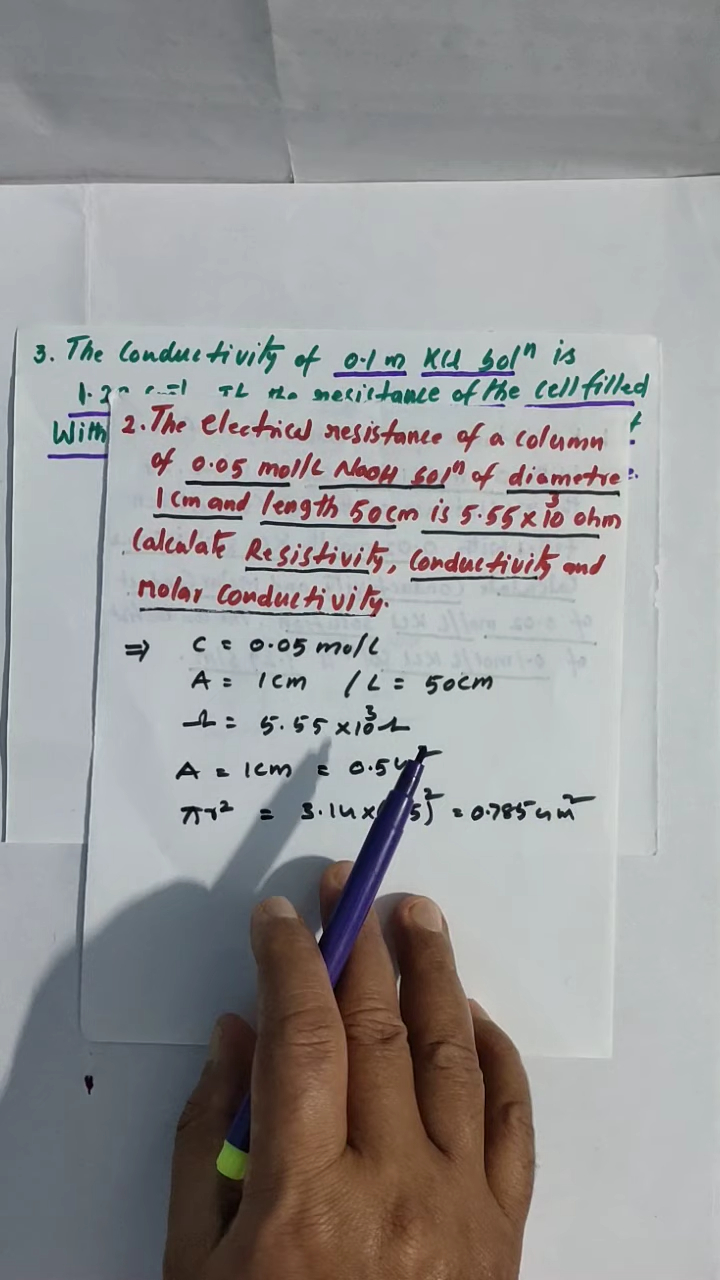 3. The Conductivity of 0.1 m KCl solⁿ is
resistance of the cell filled
With
2. The electrical resistance of a column
of 0.05 mol/L NaOH solⁿ of diametre
1cm and length 50cm is 5.55×10³ ohm
Calculate Resistivity, Conductivity and
Molar Conductivity.
⇒ C = 0.05 mol/L
A = 1cm / L = 50cm
Ω = 5.55 ×10³Ω
A = 1cm = 0.5
πr² = 3.14× 5)² = 0.785 cm²